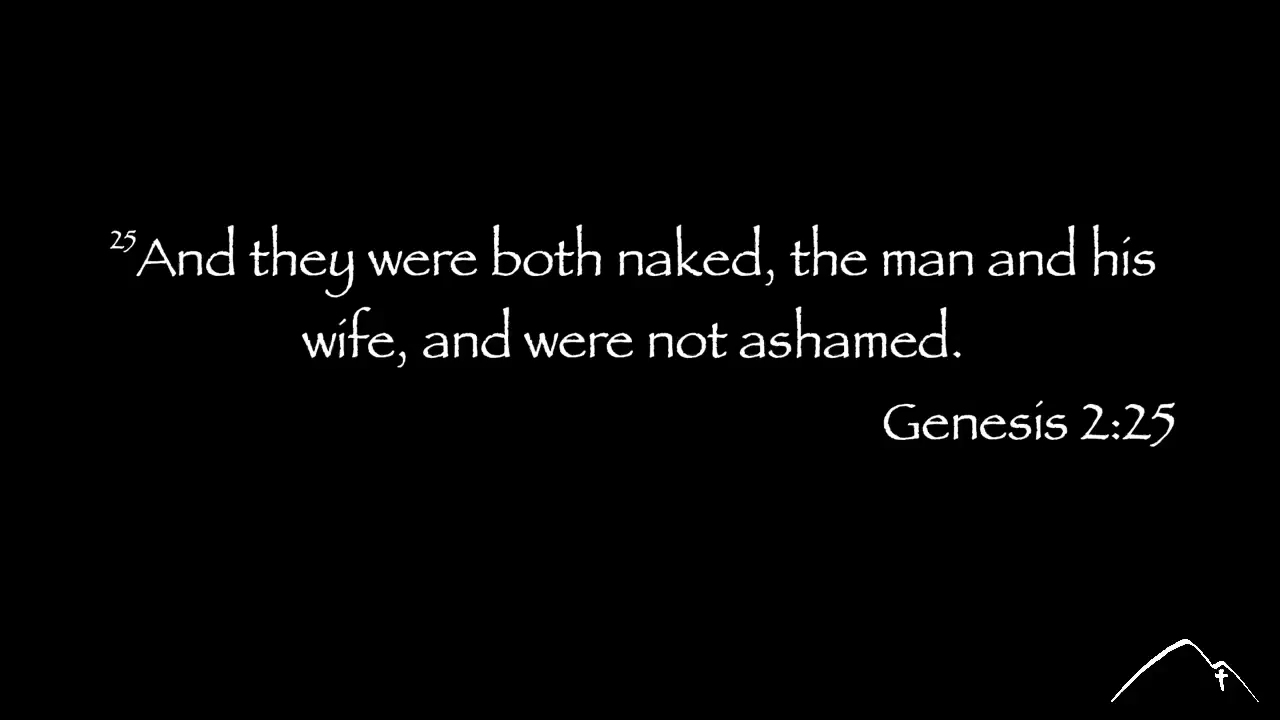 25And they were both naked, the man and his
wife, and were not ashamed.
Genesis 2:25